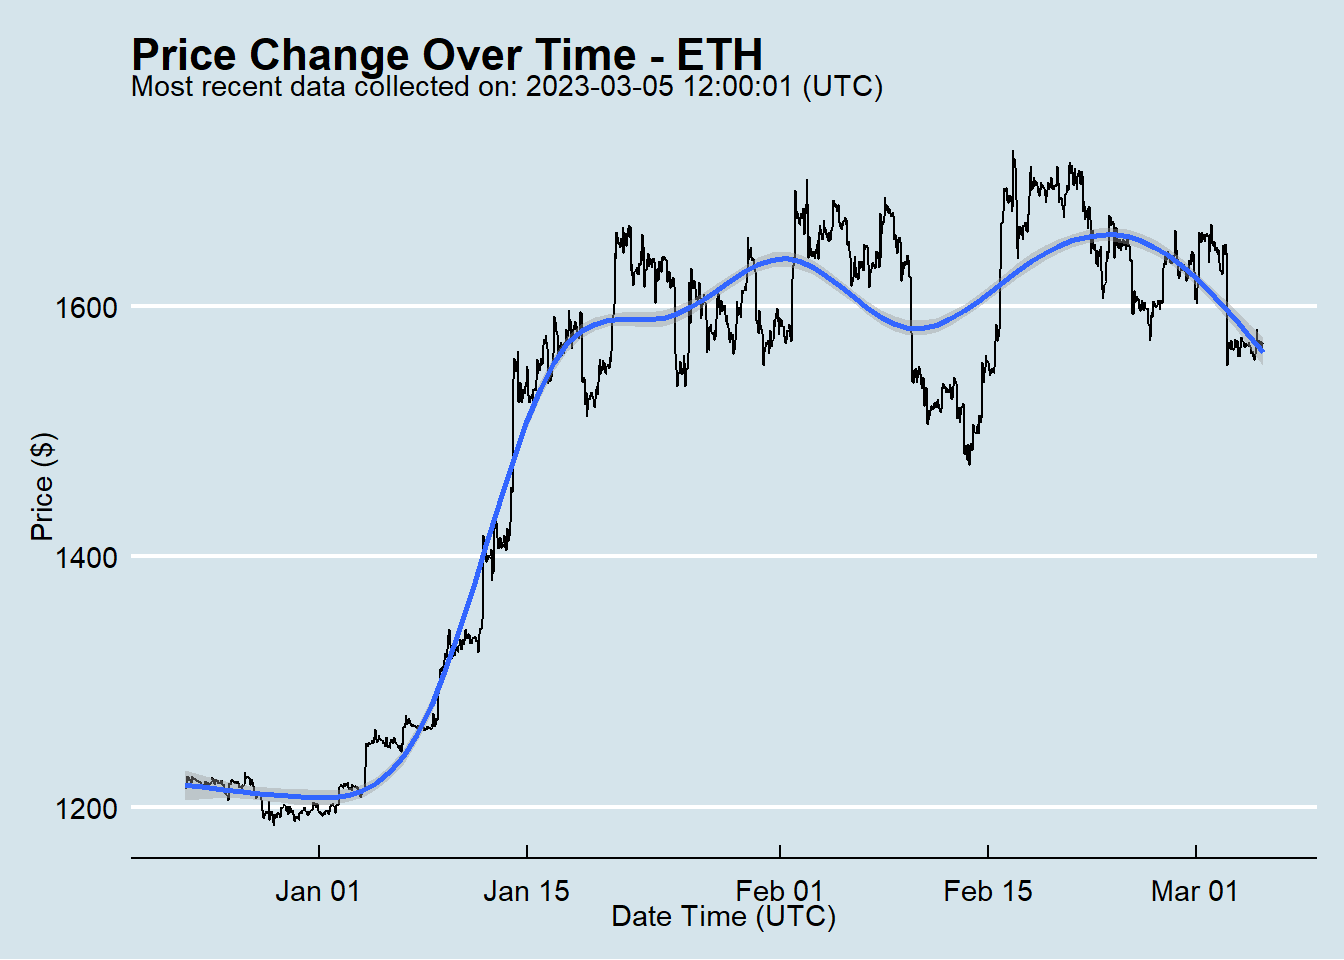 Price Change Over Time - ETH
Most recent data collected on: 2023-03-05 12:00:01 (UTC)
Price ($)
1600
1400
1200
Jan 01 Jan 15 Feb 01 Feb 15 Mar 01
Date Time (UTC)